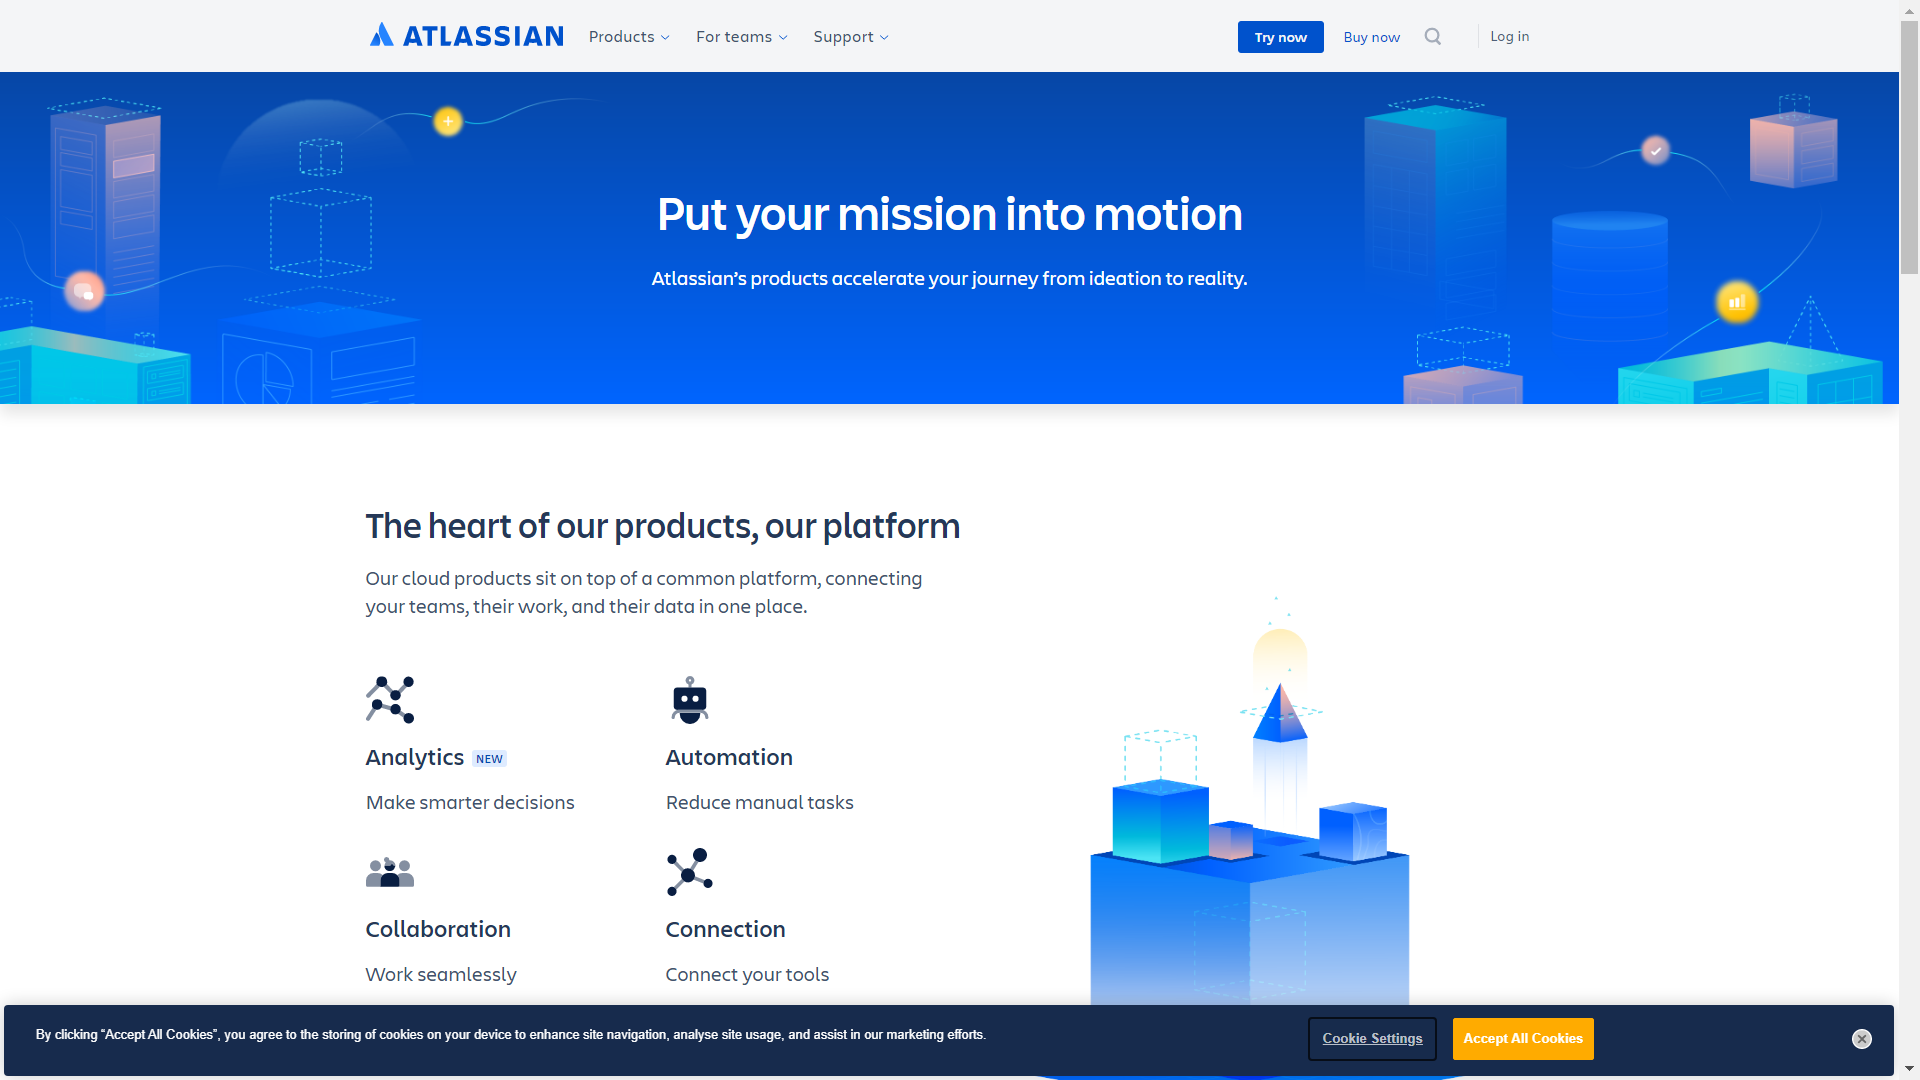 ATLASSIAN
Products
For teams
Support
Try now
Buy now
Log in
Put your mission into motion
Atlassian’s products accelerate your journey from ideation to reality.
The heart of our products, our platform
Our cloud products sit on top of a common platform, connecting
your teams, their work, and their data in one place.
Analytics NEW
Make smarter decisions
Automation
Reduce manual tasks
Collaboration
Work seamlessly
Connection
Connect your tools
By clicking “Accept All Cookies”, you agree to the storing of cookies on your device to enhance site navigation, analyse site usage, and assist in our marketing efforts.
Cookie Settings
Accept All Cookies